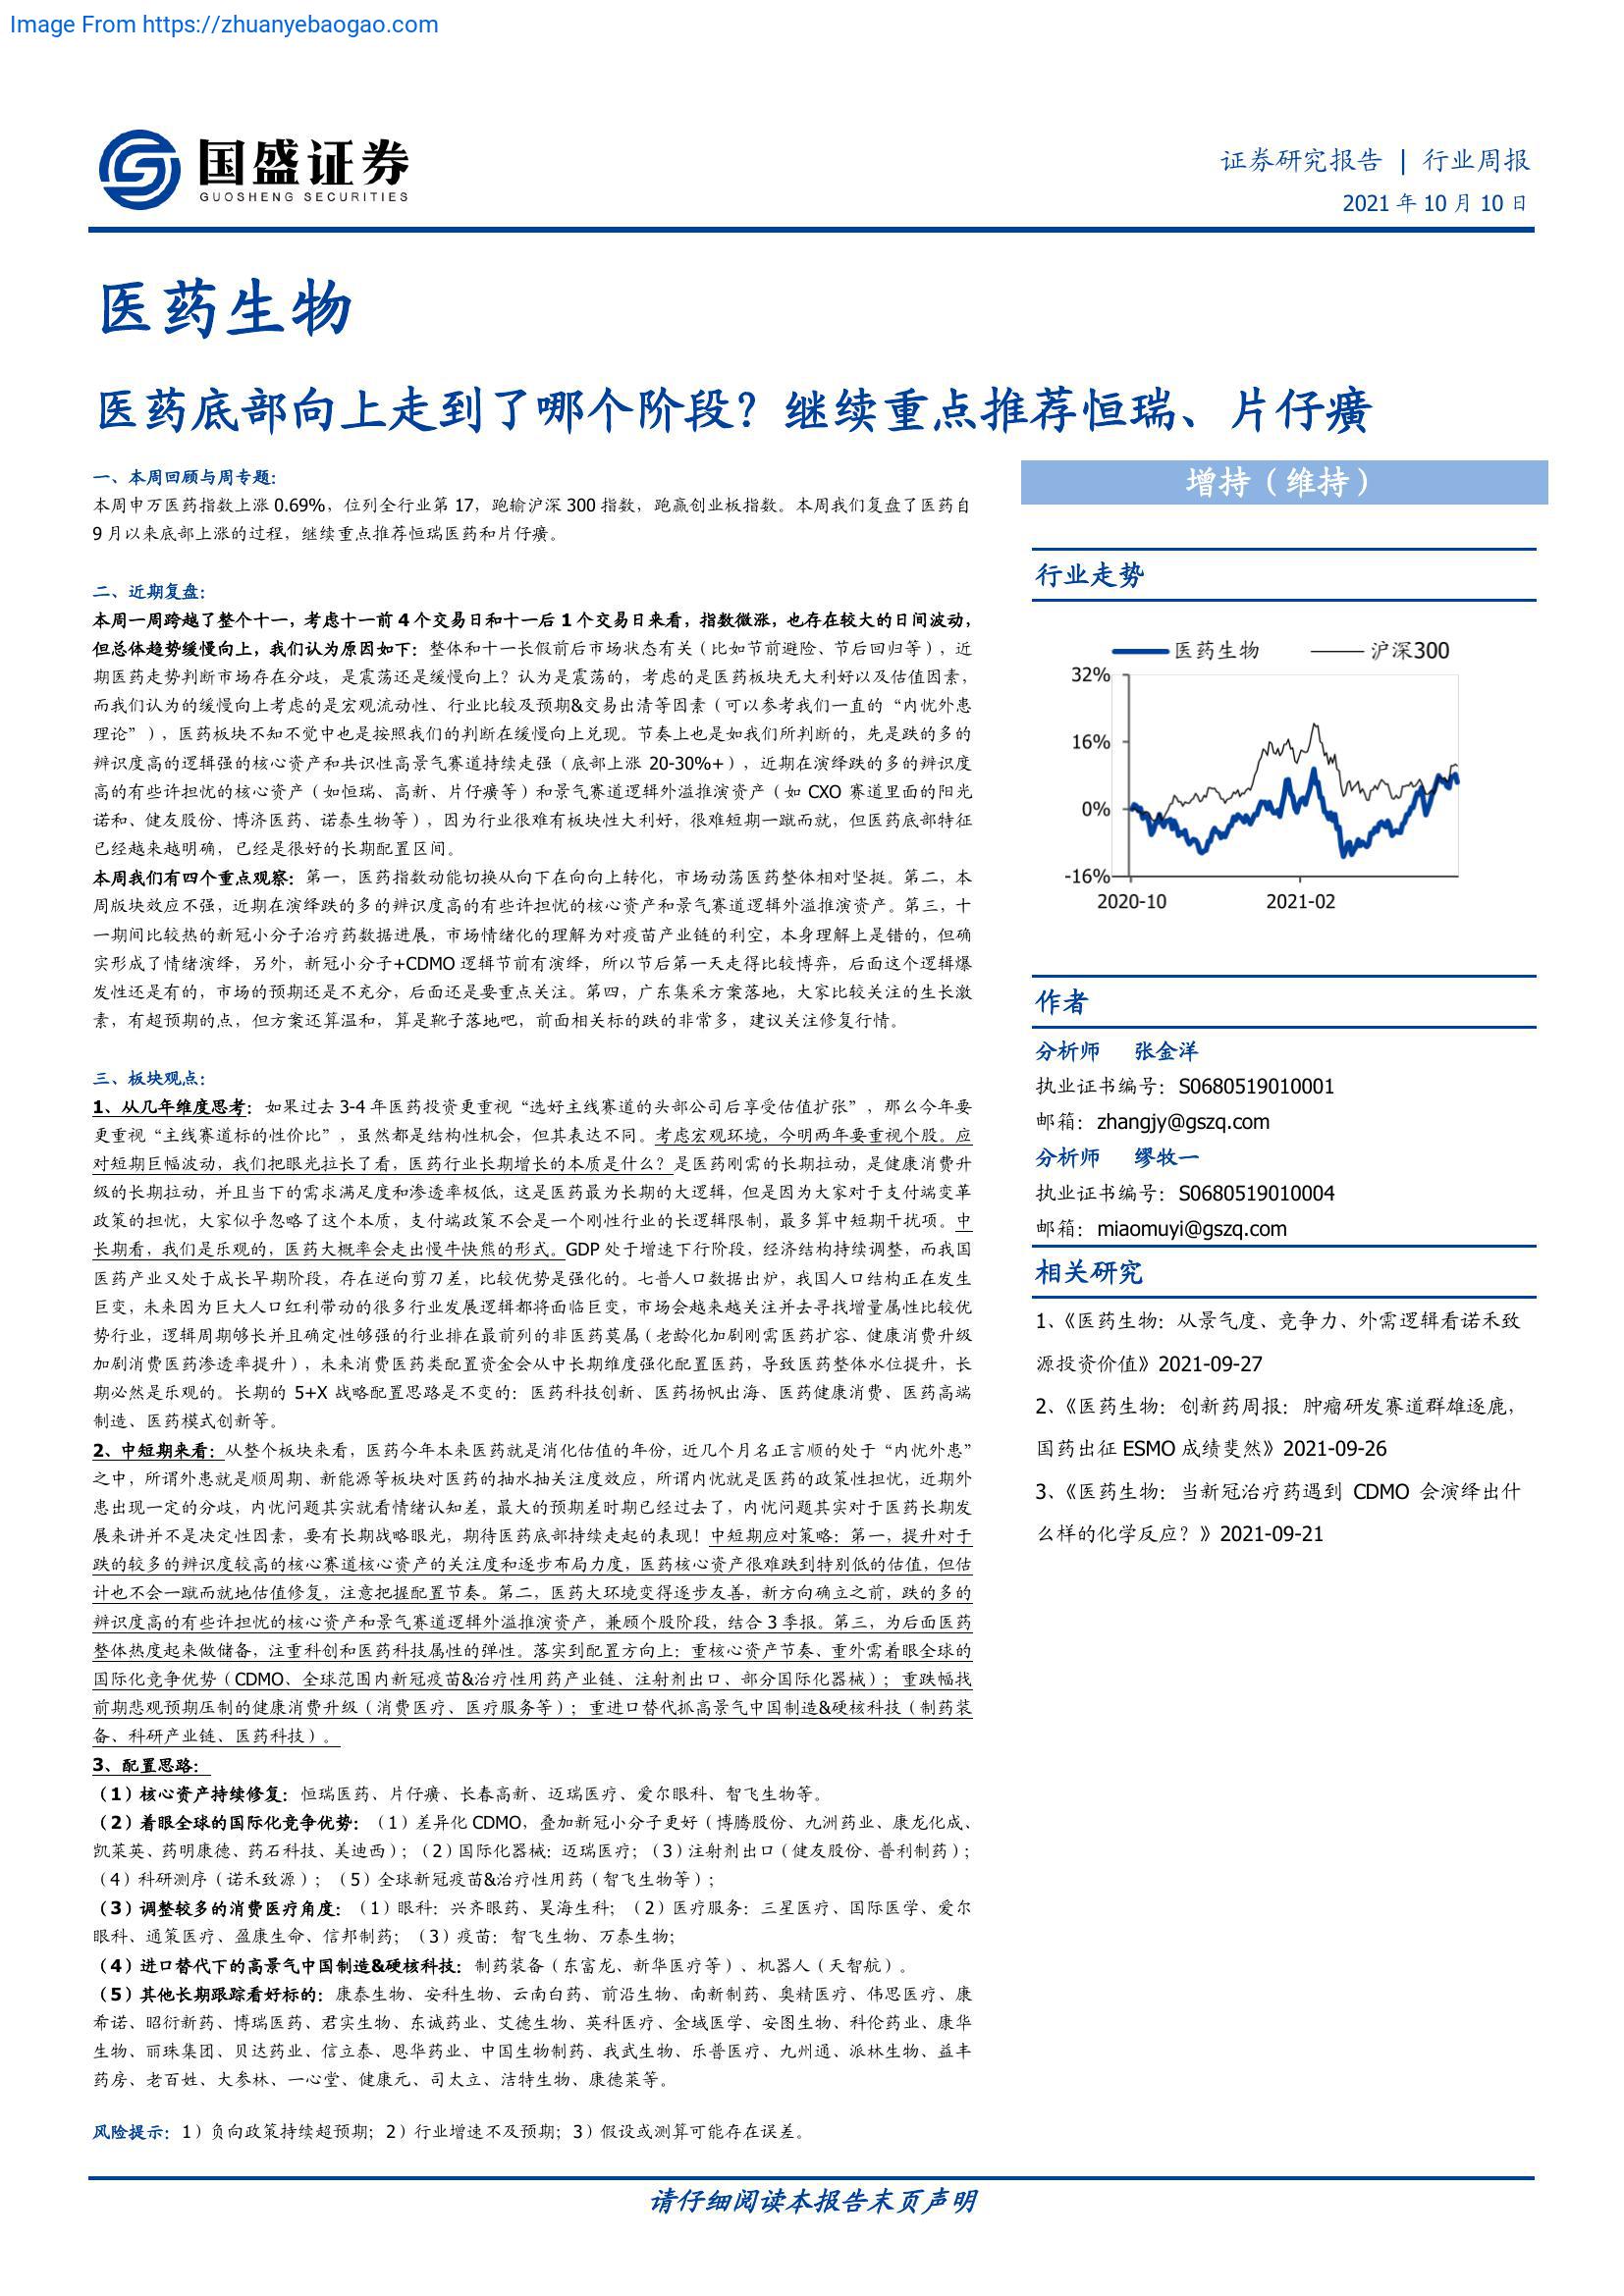 Image From https://zhuanyebaogao.com
国盛证券
GUOSHENG SECURITIES
证券研究报告 | 行业周报
2021 年 10 月 10 日
医药生物
医药底部向上走到了哪个阶段？继续重点推荐恒瑞、片仔癀
一、本周回顾与周专题：
本周申万医药指数上涨 0.69%，位列全行业第 17，跑输沪深 300 指数，跑赢创业板指数。本周我们复盘了医药自
9 月以来底部上涨的过程，继续重点推荐恒瑞医药和片仔癀。
二、近期复盘：
本周一周跨越了整个十一，考虑十一前 4 个交易日和十一后 1 个交易日来看，指数微涨，也存在较大的日间波动，
但总体趋势缓慢向上，我们认为原因如下：整体和十一长假前后市场状态有关（比如节前避险、节后回归等），近
期医药走势判断市场存在分歧，是震荡还是缓慢向上？认为是震荡的，考虑的是医药板块无大利好以及估值因素，
而我们认为的缓慢向上考虑的是宏观流动性、行业比较及预期&交易出清等因素（可以参考我们一直的“内忧外患
理论”），医药板块不知不觉中也是按照我们的判断在缓慢向上兑现。节奏上也是如我们所判断的，先是跌的多的
辨识度高的逻辑强的核心资产和共识性高景气赛道持续走强（底部上涨 20-30%+），近期在演绎跌的多的辨识度
高的有些许担忧的核心资产（如恒瑞、高新、片仔癀等）和景气赛道逻辑外溢推演资产（如 CXO 赛道里面的阳光
诺和、健友股份、博济医药、诺泰生物等），因为行业很难有板块性大利好，很难短期一蹴而就，但医药底部特征
已经越来越明确，已经是很好的长期配置区间。
本周我们有四个重点观察：第一，医药指数动能切换从向下在向向上转化，市场动荡医药整体相对坚挺。第二，本
周版块效应不强，近期在演绎跌的多的辨识度高的有些许担忧的核心资产和景气赛道逻辑外溢推演资产。第三，十
一期间比较热的新冠小分子治疗药数据进展，市场情绪化的理解为对疫苗产业链的利空，本身理解上是错的，但确
实形成了情绪演绎，另外，新冠小分子+CDMO 逻辑节前有演绎，所以节后第一天走得比较博弈，后面这个逻辑爆
发性还是有的，市场的预期还是不充分，后面还是要重点关注。第四，广东集采方案落地，大家比较关注的生长激
素，有超预期的点，但方案还算温和，算是靴子落地吧，前面相关标的跌的非常多，建议关注修复行情。
三、板块观点：
1、从几年维度思考：如果过去 3-4 年医药投资更重视“选好主线赛道的头部公司后享受估值扩张”，那么今年要
更重视“主线赛道标的性价比”，虽然都是结构性机会，但其表达不同。考虑宏观环境，今明两年要重视个股。应
对短期巨幅波动，我们把眼光拉长了看，医药行业长期增长的本质是什么？是医药刚需的长期拉动，是健康消费升
级的长期拉动，并且当下的需求满足度和渗透率极低，这是医药最为长期的大逻辑，但是因为大家对于支付端变革
政策的担忧，大家似乎忽略了这个本质，支付端政策不会是一个刚性行业的长逻辑限制，最多算中短期干扰项。中
长期看，我们是乐观的，医药大概率会走出慢牛快熊的形式。GDP 处于增速下行阶段，经济结构持续调整，而我国
医药产业又处于成长早期阶段，存在逆向剪刀差，比较优势是强化的。七普人口数据出炉，我国人口结构正在发生
巨变，未来因为巨大人口红利带动的很多行业发展逻辑都将面临巨变，市场会越来越关注并去寻找增量属性比较优
势行业，逻辑周期够长并且确定性够强的行业排在最前列的非医药莫属（老龄化加剧刚需医药扩容、健康消费升级
加剧消费医药渗透率提升），未来消费医药类配置资金会从中长期维度强化配置医药，导致医药整体水位提升，长
期必然是乐观的。长期的 5+X 战略配置思路是不变的：医药科技创新、医药扬帆出海、医药健康消费、医药高端
制造、医药模式创新等。
2、中短期来看：从整个板块来看，医药今年本来医药就是消化估值的年份，近几个月名正言顺的处于“内忧外患”
之中，所谓外患就是顺周期、新能源等板块对医药的抽水抽关注度效应，所谓内忧就是医药的政策性担忧，近期外
患出现一定的分歧，内忧问题其实就看情绪认知差，最大的预期差时期已经过去了，内忧问题其实对于医药长期发
展来讲并不是决定性因素，要有长期战略眼光，期待医药底部持续走起的表现！中短期应对策略：第一，提升对于
跌的较多的辨识度较高的核心赛道核心资产的关注度和逐步布局力度，医药核心资产很难跌到特别低的估值，但估
计也不会一蹴而就地估值修复，注意把握配置节奏。第二，医药大环境变得逐步友善，新方向确立之前，跌的多的
辨识度高的有些许担忧的核心资产和景气赛道逻辑外溢推演资产，兼顾个股阶段，结合 3 季报。第三，为后面医药
整体热度起来做储备，注重科创和医药科技属性的弹性。落实到配置方向上：重核心资产节奏、重外需着眼全球的
国际化竞争优势（CDMO、全球范围内新冠疫苗&治疗性用药产业链、注射剂出口、部分国际化器械）；重跌幅找
前期悲观预期压制的健康消费升级（消费医疗、医疗服务等）；重进口替代抓高景气中国制造&硬核科技（制药装
备、科研产业链、医药科技）。
3、配置思路：
（1）核心资产持续修复：恒瑞医药、片仔癀、长春高新、迈瑞医疗、爱尔眼科、智飞生物等。
（2）着眼全球的国际化竞争优势：（1）差异化 CDMO，叠加新冠小分子更好（博腾股份、九洲药业、康龙化成、
凯莱英、药明康德、药石科技、美迪西）；（2）国际化器械：迈瑞医疗；（3）注射剂出口（健友股份、普利制药）；
（4）科研测序（诺禾致源）；（5）全球新冠疫苗&治疗性用药（智飞生物等）；
（3）调整较多的消费医疗角度：（1）眼科：兴齐眼药、昊海生科；（2）医疗服务：三星医疗、国际医学、爱尔
眼科、通策医疗、盈康生命、信邦制药；（3）疫苗：智飞生物、万泰生物；
（4）进口替代下的高景气中国制造&硬核科技：制药装备（东富龙、新华医疗等）、机器人（天智航）。
（5）其他长期跟踪看好标的：康泰生物、安科生物、云南白药、前沿生物、南新制药、奥精医疗、伟思医疗、康
希诺、昭衍新药、博瑞医药、君实生物、东诚药业、艾德生物、英科医疗、金域医学、安图生物、科伦药业、康华
生物、丽珠集团、贝达药业、信立泰、恩华药业、中国生物制药、我武生物、乐普医疗、九州通、派林生物、益丰
药房、老百姓、大参林、一心堂、健康元、司太立、洁特生物、康德莱等。
风险提示：1）负向政策持续超预期；2）行业增速不及预期；3）假设或测算可能存在误差。
增持（维持）
行业走势
医药生物 沪深300
32%
16%
0%
-16%
2020-10 2021-02
作者
分析师 张金洋
执业证书编号：S0680519010001
邮箱：zhangjy@gszq.com
分析师 缪牧一
执业证书编号：S0680519010004
邮箱：miaomuyi@gszq.com
相关研究
1、《医药生物：从景气度、竞争力、外需逻辑看诺禾致
源投资价值》2021-09-27
2、《医药生物：创新药周报：肿瘤研发赛道群雄逐鹿，
国药出征 ESMO 成绩斐然》2021-09-26
3、《医药生物：当新冠治疗药遇到 CDMO 会演绎出什
么样的化学反应？》2021-09-21
请仔细阅读本报告末页声明